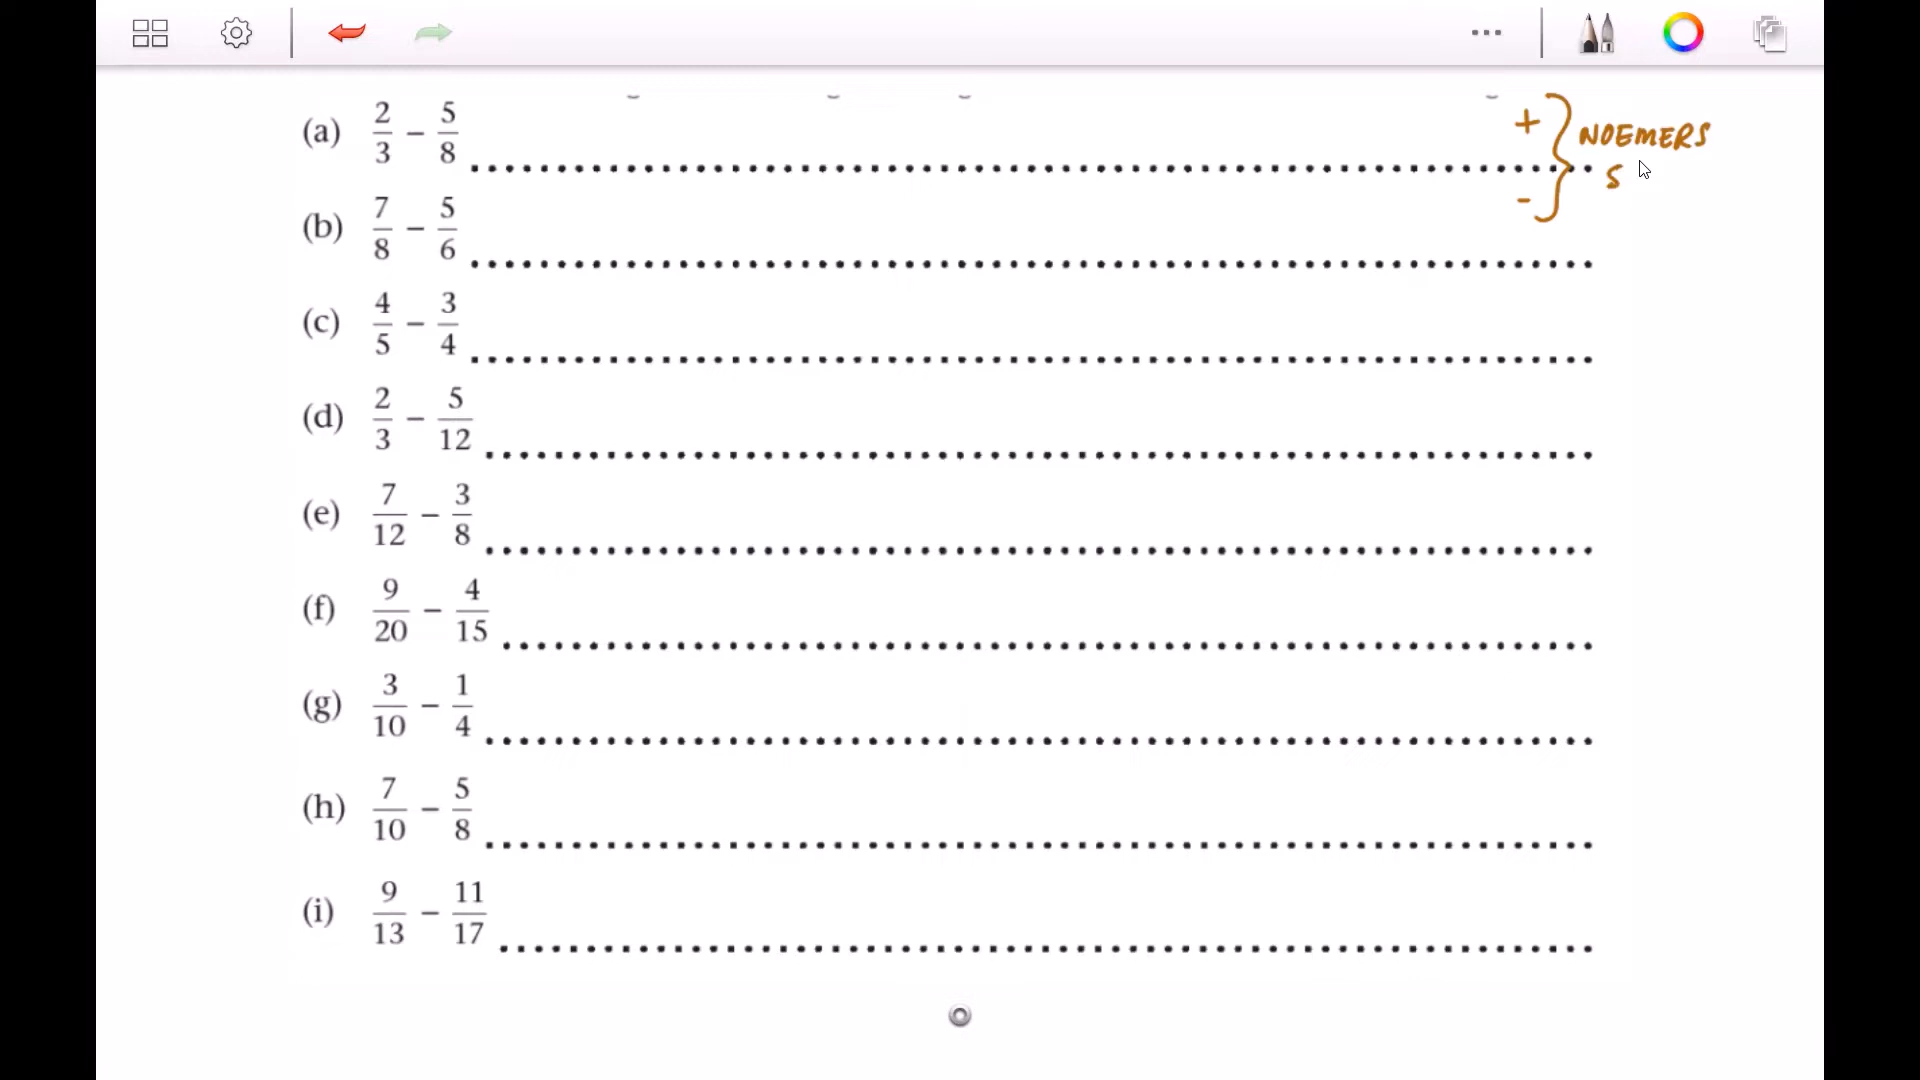 (a) 2/3 − 5/8
(b) 7/8 − 5/6
(c) 4/5 − 3/4
(d) 2/3 − 5/12
(e) 7/12 − 3/8
(f) 9/20 − 4/15
(g) 3/10 − 1/4
(h) 7/10 − 5/8
(i) 9/13 − 11/17
+
-
NOEMERS
S